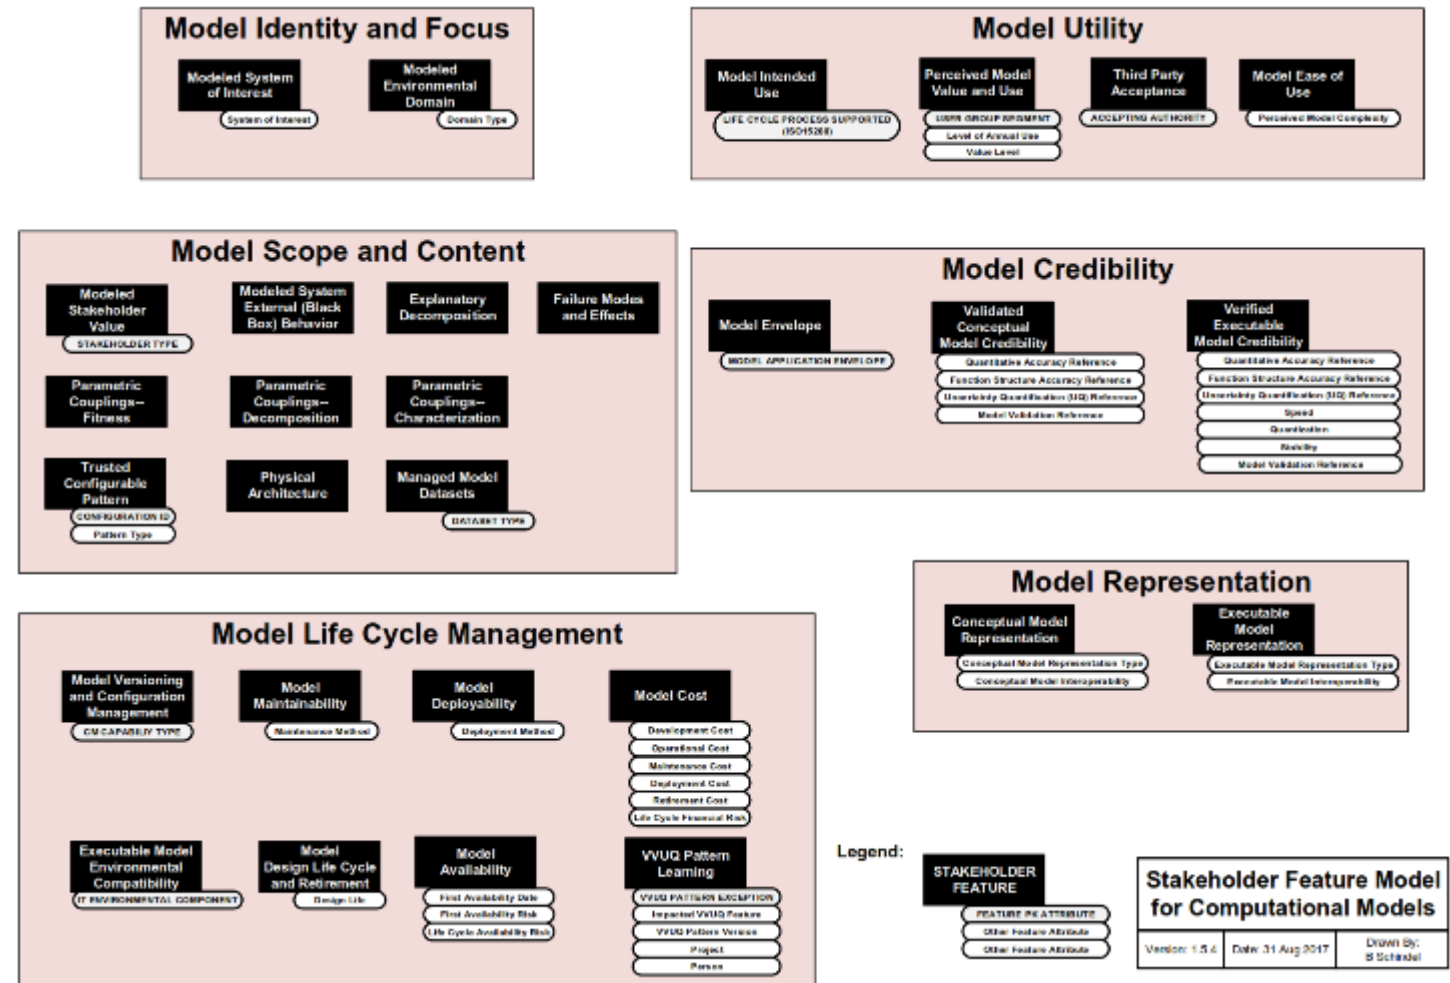 Model Identity and Focus
Modeled System
of Interest
System of Interest
Modeled
Environmental
Domain
Domain Type
Model Utility
Model Intended
Use
LIFE CYCLE PROCESS SUPPORTED
(ISO15288)
Perceived Model
Value and Use
USER GROUP SEGMENT
Level of Annual Use
Value Level
Third Party
Acceptance
ACCEPTING AUTHORITY
Model Ease of
Use
Perceived Model Complexity
Model Scope and Content
Modeled
Stakeholder
Value
STAKEHOLDER TYPE
Modeled System
External (Black
Box) Behavior
Explanatory
Decomposition
Failure Modes
and Effects
Parametric
Couplings--
Fitness
Parametric
Couplings--
Decomposition
Parametric
Couplings--
Characterization
Trusted
Configurable
Pattern
CONFIGURATION ID
Pattern Type
Physical
Architecture
Managed Model
Datasets
DATASET TYPE
Model Credibility
Model Envelope
MODEL APPLICATION ENVELOPE
Validated
Conceptual
Model Credibility
Quantitative Accuracy Reference
Function Structure Accuracy Reference
Uncertainty Quantification (UQ) Reference
Model Validation Reference
Verified
Executable
Model Credibility
Quantitative Accuracy Reference
Function Structure Accuracy Reference
Uncertainty Quantification (UQ) Reference
Speed
Quantization
Stability
Model Validation Reference
Model Representation
Conceptual Model
Representation
Conceptual Model Representation Type
Conceptual Model Interoperability
Executable
Model
Representation
Executable Model Representation Type
Executable Model Interoperability
Model Life Cycle Management
Model Versioning
and Configuration
Management
CM CAPABILIY TYPE
Model
Maintainability
Maintenance Method
Model
Deployability
Deployment Method
Model Cost
Development Cost
Operational Cost
Maintenance Cost
Deployment Cost
Retirement Cost
Life Cycle Financial Risk
Executable Model
Environmental
Compatibility
IT ENVIRONMENTAL COMPONENT
Model
Design Life Cycle
and Retirement
Design Life
Model
Availability
First Availability Date
First Availability Risk
Life Cycle Availability Risk
VVUQ Pattern
Learning
VVUQ PATTERN EXCEPTION
Impacted VVUQ Feature
VVUQ Pattern Version
Project
Person
Legend:
STAKEHOLDER
FEATURE
FEATURE PK ATTRIBUTE
Other Feature Attribute
Other Feature Attribute
Stakeholder Feature Model
for Computational Models
Version: 1.5.4
Date: 31 Aug 2017
Drawn By:
B Schindel